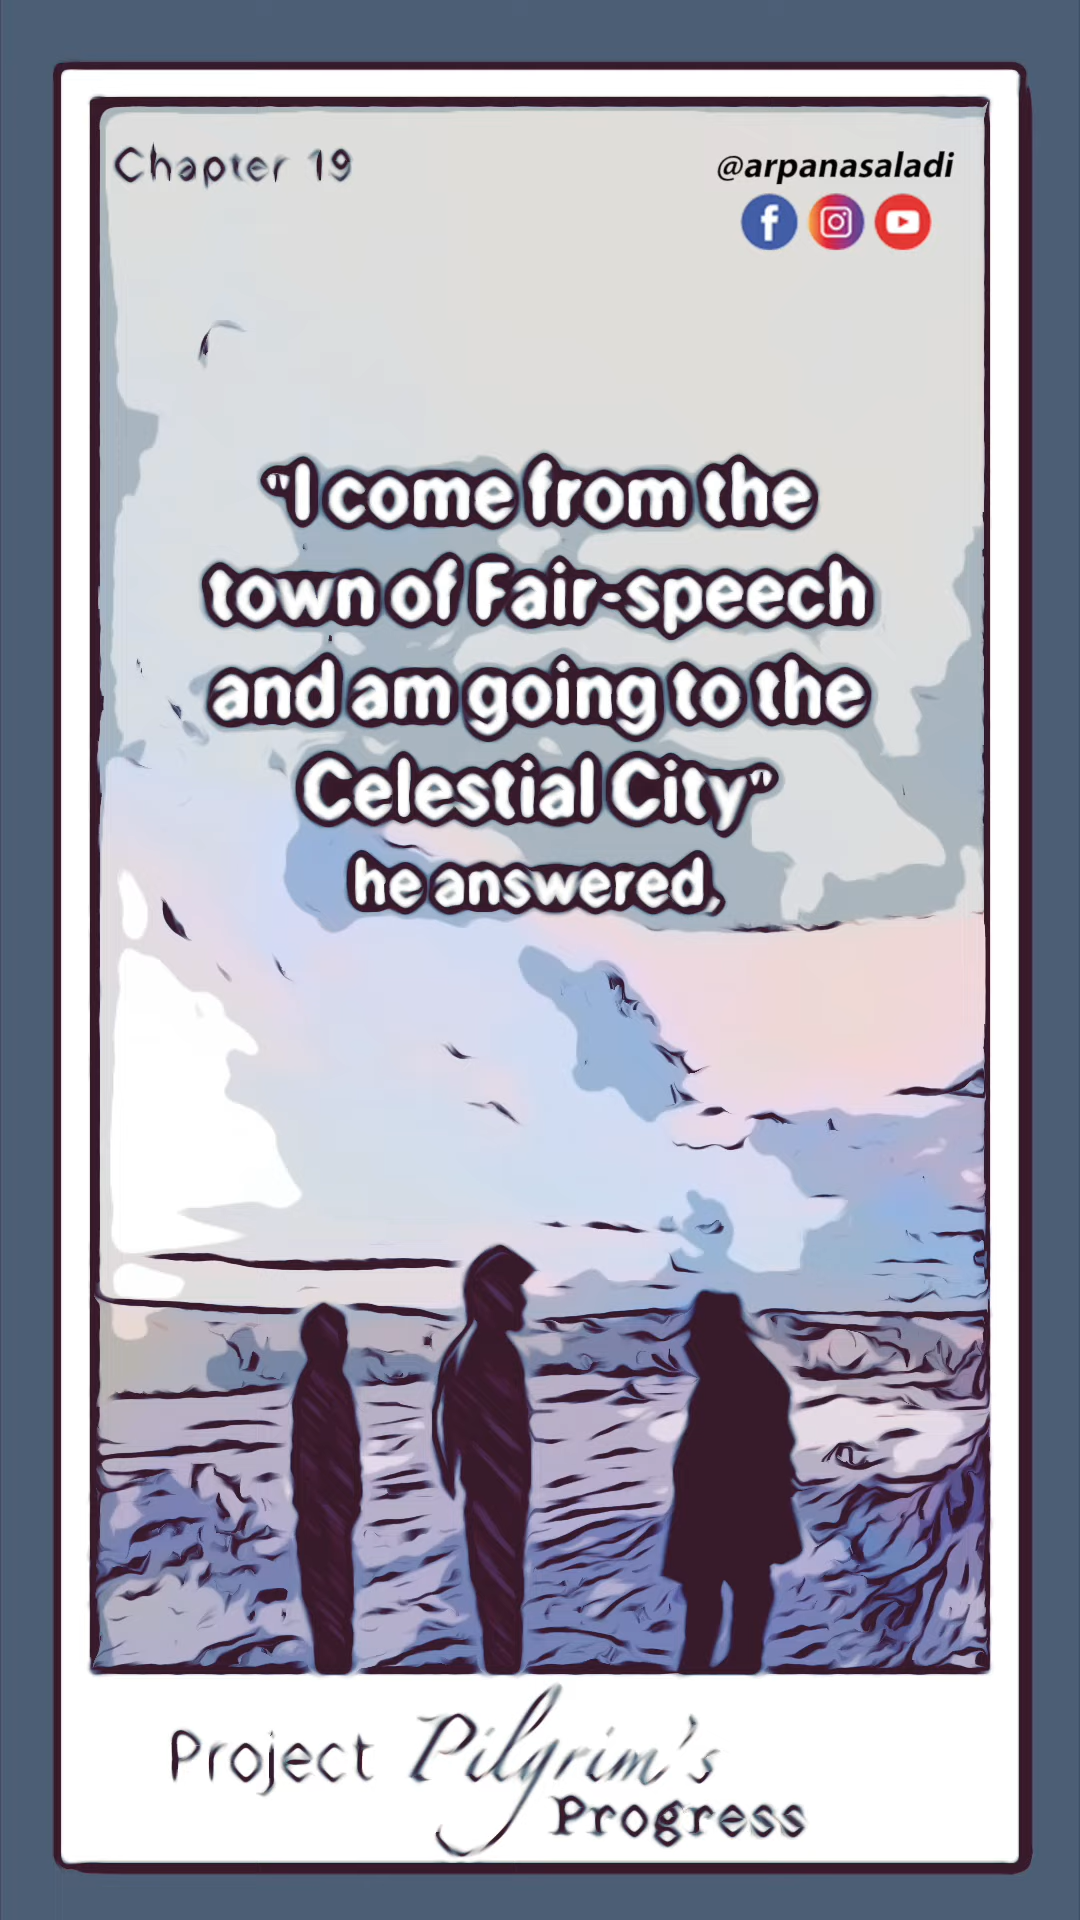 Chapter 19
@arpanasaladi
"I come from the
town of Fair-speech
and am going to the
Celestial City"
he answered,
Project Pilgrim's
Progress